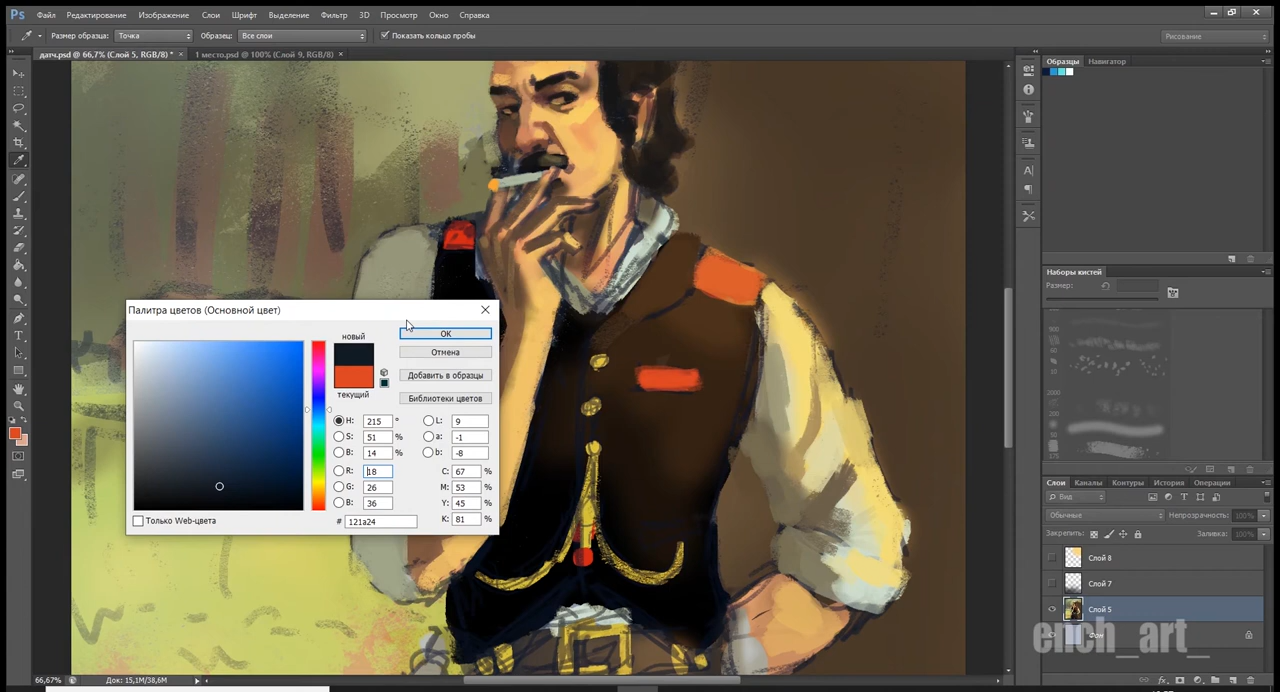 Ps Файл Редактирование Изображение Слои Шрифт Выделение Фильтр 3D Просмотр Окно Справка
Размер образца: Точка Образец: Все слои Показать кольцо пробы Рисование
датч.psd @ 66,7% (Слой 5, RGB/8) * × 1 место.psd @ 100% (Слой 9, RGB/8) ×
Образцы Навигатор
Наборы кистей
Размер:
Палитра цветов (Основной цвет)
новый
текущий
ОК
Отмена
Добавить в образцы
Библиотеки цветов
H: 215 ° L: 9
S: 51 % a: -1
B: 14 % b: -8
R: 18 C: 67 %
G: 26 M: 53 %
B: 36 Y: 45 %
# 121a24 K: 81 %
Только Web-цвета
Слои Каналы Контуры История Операции
Вид
Обычные Непрозрачность: 100%
Закрепить: Заливка: 100%
Слой 8
Слой 7
Слой 5
Фон
ench_art_
66,67% Док: 15,1M/38,6M